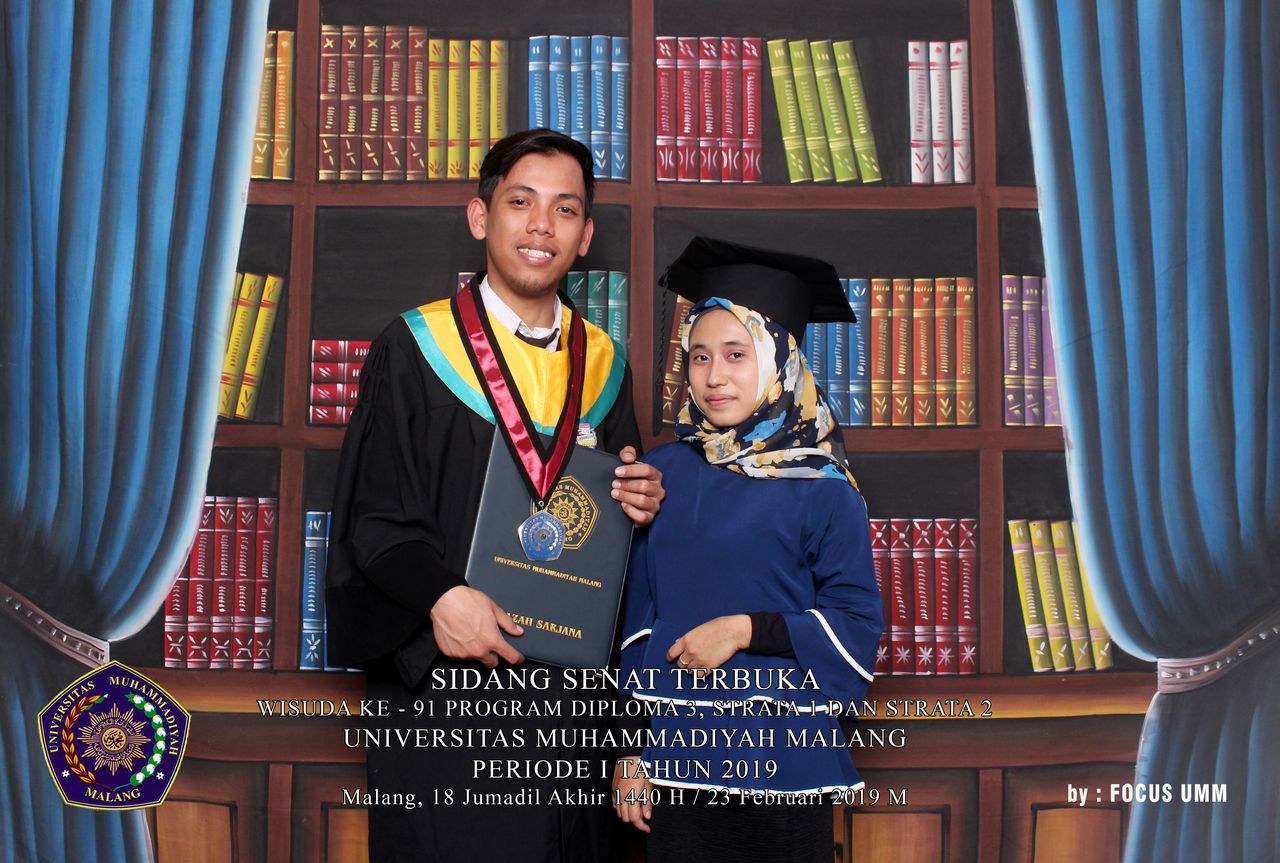 UNIVERSITAS MUHAMMADIYAH MALANG
IJAZAH SARJANA
SIDANG SENAT TERBUKA
WISUDA KE - 91 PROGRAM DIPLOMA 3, STRATA 1 DAN STRATA 2
UNIVERSITAS MUHAMMADIYAH MALANG
PERIODE I TAHUN 2019
Malang, 18 Jumadil Akhir 1440 H / 23 Februari 2019 M
UNIVERSITAS MUHAMMADIYAH
MALANG
by : FOCUS UMM